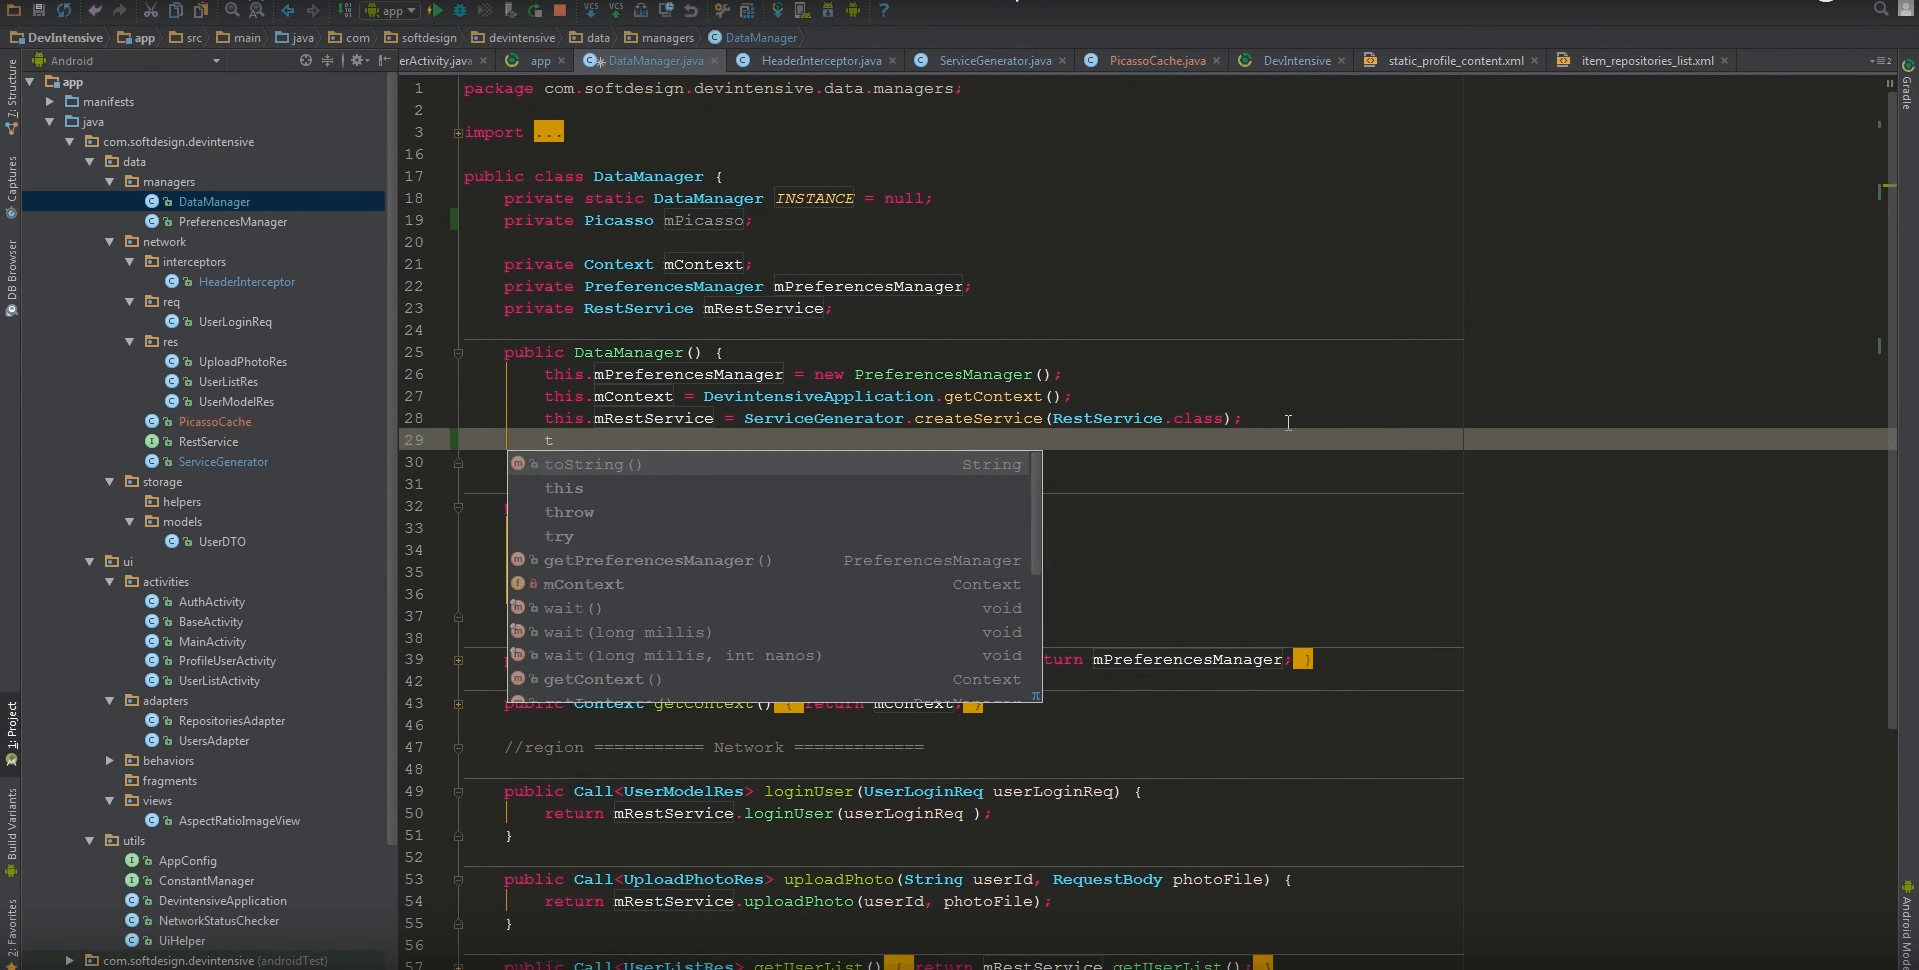 app
DevIntensive app src main java com softdesign devintensive data managers DataManager
Android
erActivity.java app DataManager.java HeaderInterceptor.java ServiceGenerator.java PicassoCache.java DevIntensive static_profile_content.xml item_repositories_list.xml
7: Structure
Captures
DB Browser
1: Project
Build Variants
2: Favorites
app
manifests
java
com.softdesign.devintensive
data
managers
DataManager
PreferencesManager
network
interceptors
HeaderInterceptor
req
UserLoginReq
res
UploadPhotoRes
UserListRes
UserModelRes
PicassoCache
RestService
ServiceGenerator
storage
helpers
models
UserDTO
ui
activities
AuthActivity
BaseActivity
MainActivity
ProfileUserActivity
UserListActivity
adapters
RepositoriesAdapter
UsersAdapter
behaviors
fragments
views
AspectRatioImageView
utils
AppConfig
ConstantManager
DevintensiveApplication
NetworkStatusChecker
UiHelper
com.softdesign.devintensive (androidTest)
1 package com.softdesign.devintensive.data.managers;
2
3 import ...
16
17 public class DataManager {
18 private static DataManager INSTANCE = null;
19 private Picasso mPicasso;
20
21 private Context mContext;
22 private PreferencesManager mPreferencesManager;
23 private RestService mRestService;
24
25 public DataManager() {
26 this.mPreferencesManager = new PreferencesManager();
27 this.mContext = DevintensiveApplication.getContext();
28 this.mRestService = ServiceGenerator.createService(RestService.class);
29 t
30 toString() String
31 this
32 throw
33 try
34 getPreferencesManager() PreferencesManager
35 mContext Context
36 wait() void
37 wait(long millis) void
38 wait(long millis, int nanos) void
39 turn mPreferencesManager; }
42 getContext() Context
π
43 public Context getContext() { return mContext; }
46
47 //region =========== Network =============
48
49 public Call<UserModelRes> loginUser(UserLoginReq userLoginReq) {
50 return mRestService.loginUser(userLoginReq );
51 }
52
53 public Call<UploadPhotoRes> uploadPhoto(String userId, RequestBody photoFile) {
54 return mRestService.uploadPhoto(userId, photoFile);
55 }
56
57 public Call<UserListRes> getUserList() { return mRestService.getUserList(); }
Gradle
Android Mode